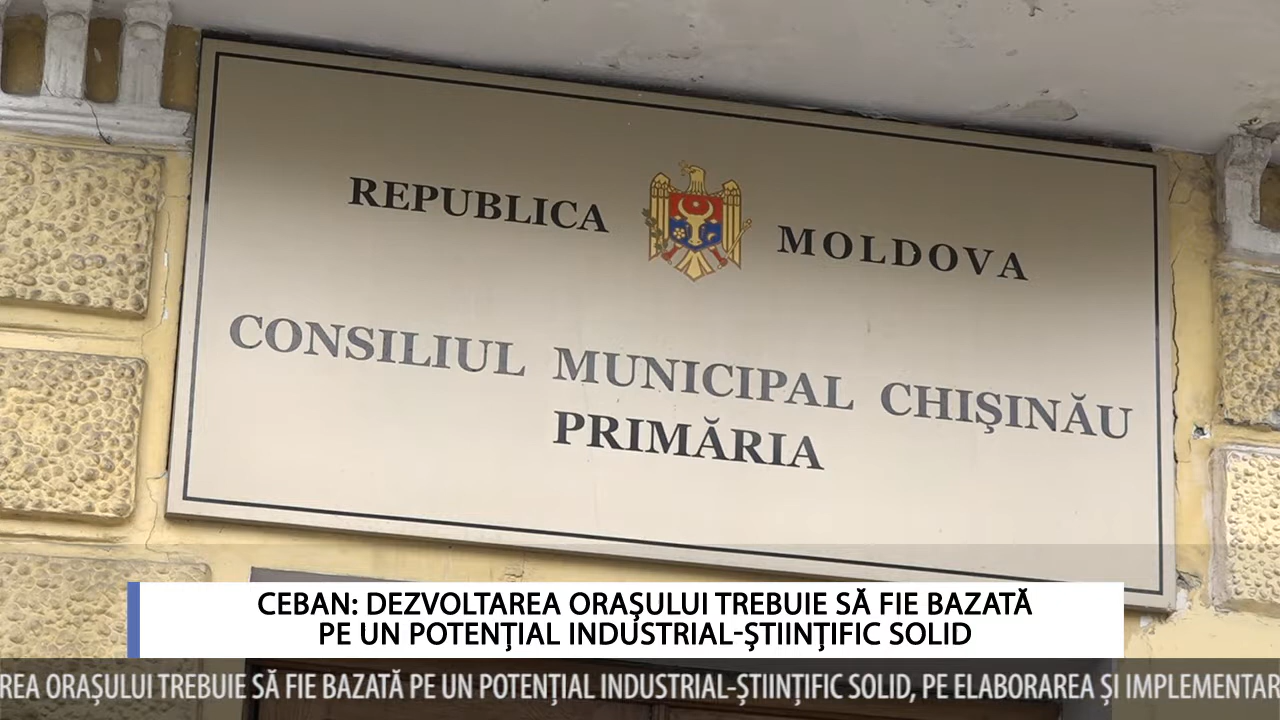 REPUBLICA MOLDOVA
CONSILIUL MUNICIPAL CHIŞINĂU
PRIMĂRIA
CEBAN: DEZVOLTAREA ORAŞULUI TREBUIE SĂ FIE BAZATĂ
PE UN POTENŢIAL INDUSTRIAL-ŞTIINŢIFIC SOLID
REA ORAŞULUI TREBUIE SĂ FIE BAZATĂ PE UN POTENŢIAL INDUSTRIAL-ŞTIINŢIFIC SOLID, PE ELABORAREA ŞI IMPLEMENTAR